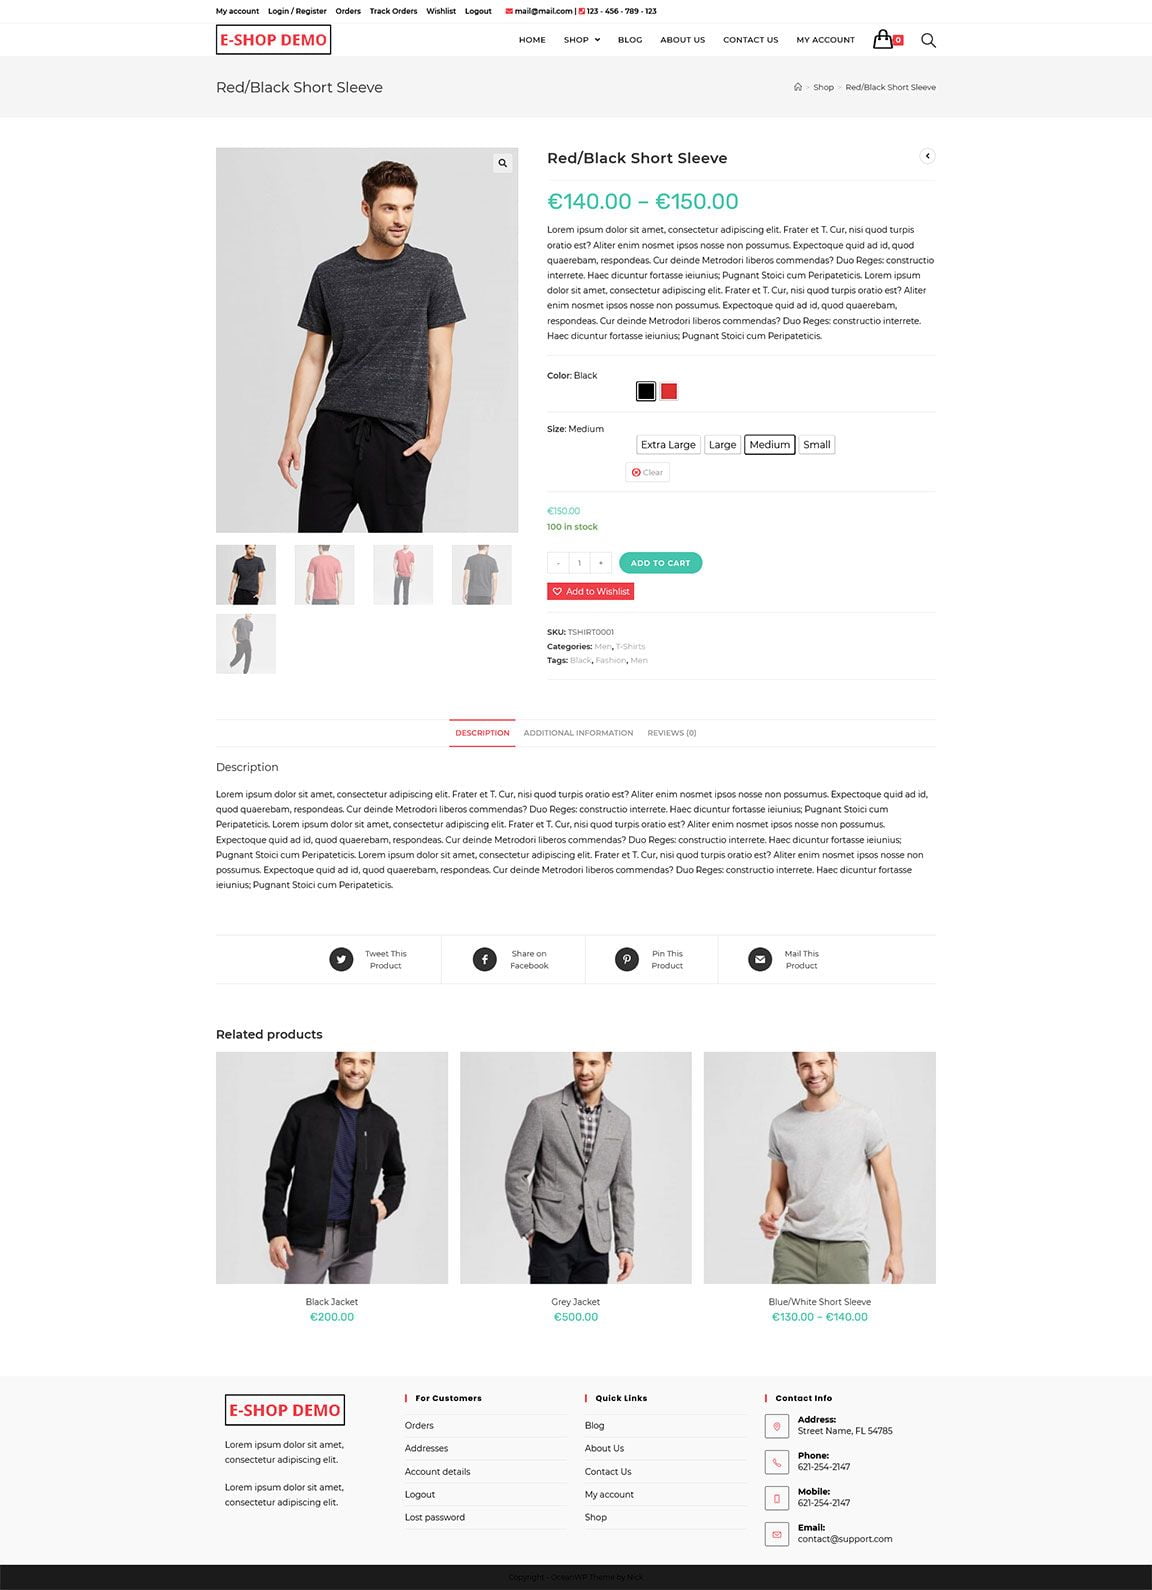 My account Login / Register Orders Track Orders Wishlist Logout mail@mail.com | 123 - 456 - 789 - 123
E-SHOP DEMO
HOME SHOP BLOG ABOUT US CONTACT US MY ACCOUNT 0
Red/Black Short Sleeve
> Shop > Red/Black Short Sleeve
Red/Black Short Sleeve
€140.00 – €150.00
Lorem ipsum dolor sit amet, consectetur adipiscing elit. Frater et T. Cur, nisi quod turpis
oratio est? Aliter enim nosmet ipsos nosse non possumus. Expectoque quid ad id, quod
quaerebam, respondeas. Cur deinde Metrodori liberos commendas? Duo Reges: constructio
interrete. Haec dicuntur fortasse ieiunius; Pugnant Stoici cum Peripateticis. Lorem ipsum
dolor sit amet, consectetur adipiscing elit. Frater et T. Cur, nisi quod turpis oratio est? Aliter
enim nosmet ipsos nosse non possumus. Expectoque quid ad id, quod quaerebam,
respondeas. Cur deinde Metrodori liberos commendas? Duo Reges: constructio interrete.
Haec dicuntur fortasse ieiunius; Pugnant Stoici cum Peripateticis.
Color: Black
Size: Medium
Extra Large Large Medium Small
Clear
€150.00
100 in stock
- 1 + ADD TO CART
Add to Wishlist
SKU: TSHIRT0001
Categories: Men, T-Shirts
Tags: Black, Fashion, Men
DESCRIPTION ADDITIONAL INFORMATION REVIEWS (0)
Description
Lorem ipsum dolor sit amet, consectetur adipiscing elit. Frater et T. Cur, nisi quod turpis oratio est? Aliter enim nosmet ipsos nosse non possumus. Expectoque quid ad id,
quod quaerebam, respondeas. Cur deinde Metrodori liberos commendas? Duo Reges: constructio interrete. Haec dicuntur fortasse ieiunius; Pugnant Stoici cum
Peripateticis. Lorem ipsum dolor sit amet, consectetur adipiscing elit. Frater et T. Cur, nisi quod turpis oratio est? Aliter enim nosmet ipsos nosse non possumus.
Expectoque quid ad id, quod quaerebam, respondeas. Cur deinde Metrodori liberos commendas? Duo Reges: constructio interrete. Haec dicuntur fortasse ieiunius;
Pugnant Stoici cum Peripateticis. Lorem ipsum dolor sit amet, consectetur adipiscing elit. Frater et T. Cur, nisi quod turpis oratio est? Aliter enim nosmet ipsos nosse non
possumus. Expectoque quid ad id, quod quaerebam, respondeas. Cur deinde Metrodori liberos commendas? Duo Reges: constructio interrete. Haec dicuntur fortasse
ieiunius; Pugnant Stoici cum Peripateticis.
Tweet This
Product
Share on
Facebook
Pin This
Product
Mail This
Product
Related products
Black Jacket
€200.00
Grey Jacket
€500.00
Blue/White Short Sleeve
€130.00 – €140.00
E-SHOP DEMO
Lorem ipsum dolor sit amet,
consectetur adipiscing elit.
Lorem ipsum dolor sit amet,
consectetur adipiscing elit.
For Customers
Orders
Addresses
Account details
Logout
Lost password
Quick Links
Blog
About Us
Contact Us
My account
Shop
Contact Info
Address:
Street Name, FL 54785
Phone:
621-254-2147
Mobile:
621-254-2147
Email:
contact@support.com
Copyright - OceanWP Theme by Nick